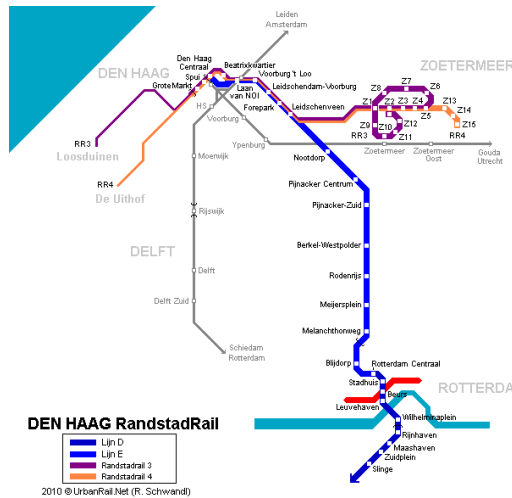 Leiden
Amsterdam
DEN HAAG
Den Haag
Centraal
Beatrixkwartier
Spui
Voorburg 't Loo
GroteMarkt
Laan
van NOI
Leidschendam-Voorburg
HS
Forepark
Leidschenveen
Voorburg
Ypenburg
ZOETERMEER
Z7
Z8
Z6
Z1
Z2
Z3
Z4
Z13
Z5
Z14
Z9
Z10
Z12
Z15
RR3
Z11
RR4
Zoetermeer
Zoetermeer
Oost
Gouda
Utrecht
RR3
Loosduinen
RR4
De Uithof
Moerwijk
Nootdorp
Pijnacker Centrum
Rijswijk
Pijnacker-Zuid
DELFT
Berkel-Westpolder
Delft
Rodenrijs
Delft Zuid
Meijersplein
Melanchthonweg
Schiedam
Rotterdam
Blijdorp
Rotterdam Centraal
Stadhuis
Beurs
ROTTERDA
Leuvehaven
Wilhelminaplein
Rijnhaven
Maashaven
Zuidplein
Slinge
DEN HAAG RandstadRail
Lijn D
Lijn E
Randstadrail 3
Randstadrail 4
2010 © UrbanRail.Net (R. Schwandl)